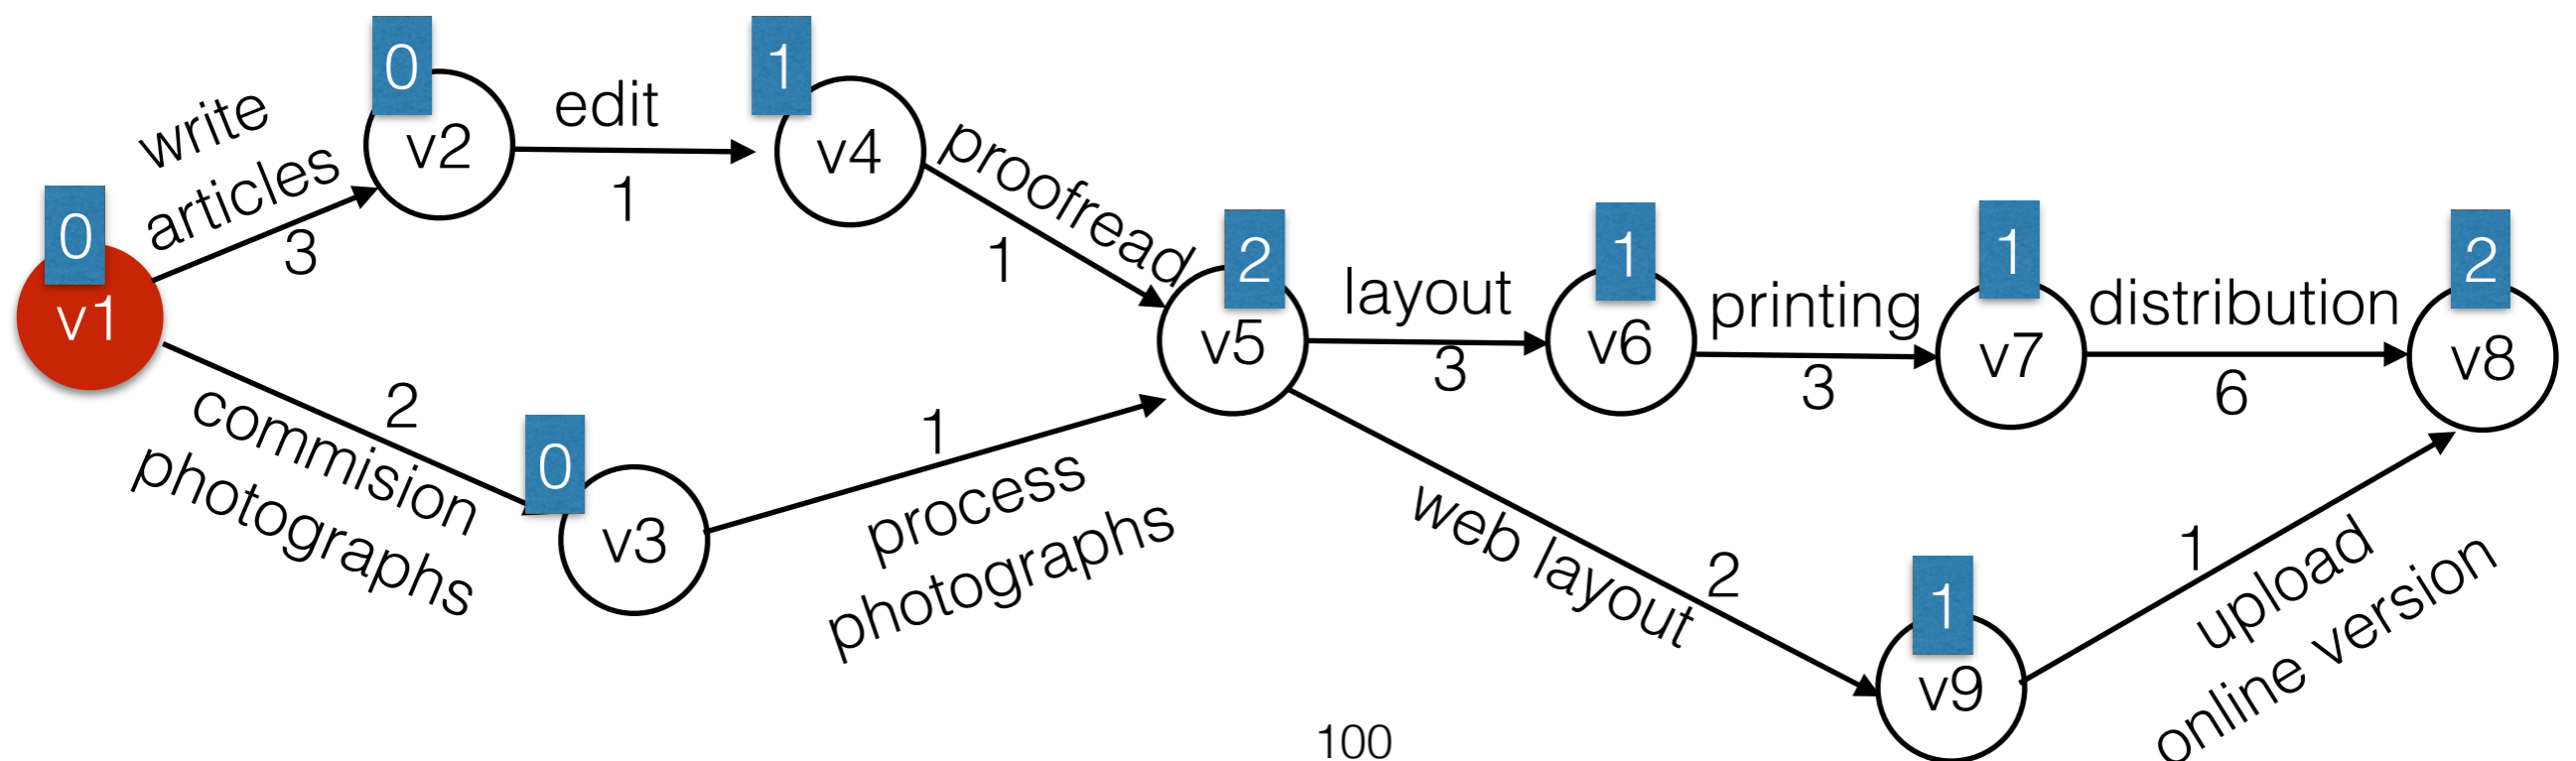 0
v2
edit
1
1
v4
write
articles
3
0
v1
proofread
1
2
v5
layout
3
1
v6
printing
3
1
v7
distribution
6
2
v8
2
commision
photographs
0
v3
1
process
photographs
web layout
2
1
v9
1
upload
online version
100